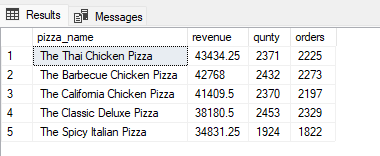 Results Messages
pizza_name revenue qunty orders
1 The Thai Chicken Pizza 43434.25 2371 2225
2 The Barbecue Chicken Pizza 42768 2432 2273
3 The California Chicken Pizza 41409.5 2370 2197
4 The Classic Deluxe Pizza 38180.5 2453 2329
5 The Spicy Italian Pizza 34831.25 1924 1822